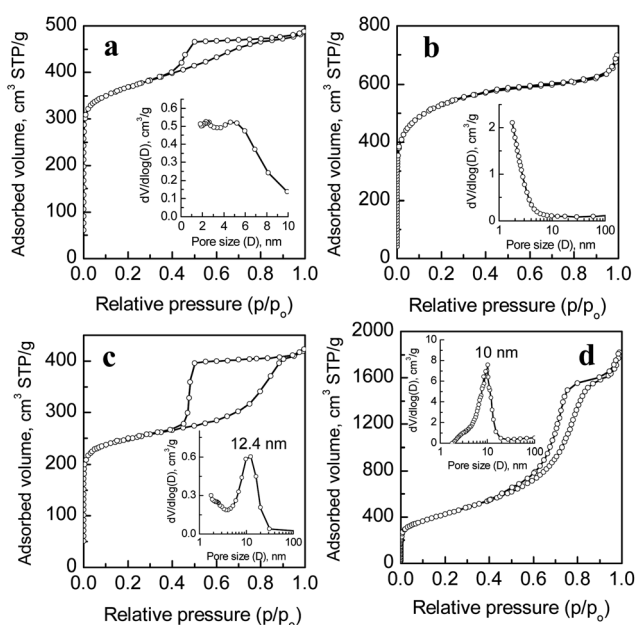 a
Adsorbed volume, cm³ STP/g
500
400
300
200
100
0
0.0 0.2 0.4 0.6 0.8 1.0
Relative pressure (p/pₒ)
dV/dlog(D), cm³/g
0.6
0.5
0.4
0.3
0.2
0.1
0.0
0 2 4 6 8 10
Pore size (D), nm
b
Adsorbed volume, cm³ STP/g
800
600
400
200
0
0.0 0.2 0.4 0.6 0.8 1.0
Relative pressure (p/pₒ)
dV/dlog(D), cm³/g
2
1
0
1 10 100
Pore size (D), nm
c
Adsorbed volume, cm³ STP/g
400
300
200
100
0
0.0 0.2 0.4 0.6 0.8 1.0
Relative pressure (p/pₒ)
12.4 nm
dV/dlog(D), cm³/g
0.6
0.3
0.0
10 100
Pore size (D), nm
d
Adsorbed volume, cm³ STP/g
2000
1600
1200
800
400
0
0.0 0.2 0.4 0.6 0.8 1.0
Relative pressure (p/pₒ)
10 nm
dV/dlog(D), cm³/g
8
6
4
2
0
1 10 100
Pore size (D), nm